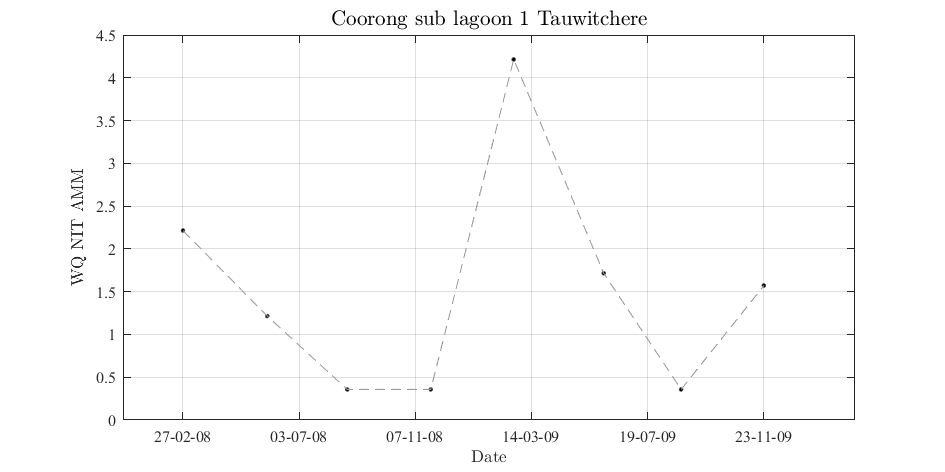 Coorong sub lagoon 1 Tauwitchere
4.5
4
3.5
3
2.5
2
1.5
1
0.5
0
WQ NIT AMM
27-02-08 03-07-08 07-11-08 14-03-09 19-07-09 23-11-09
Date